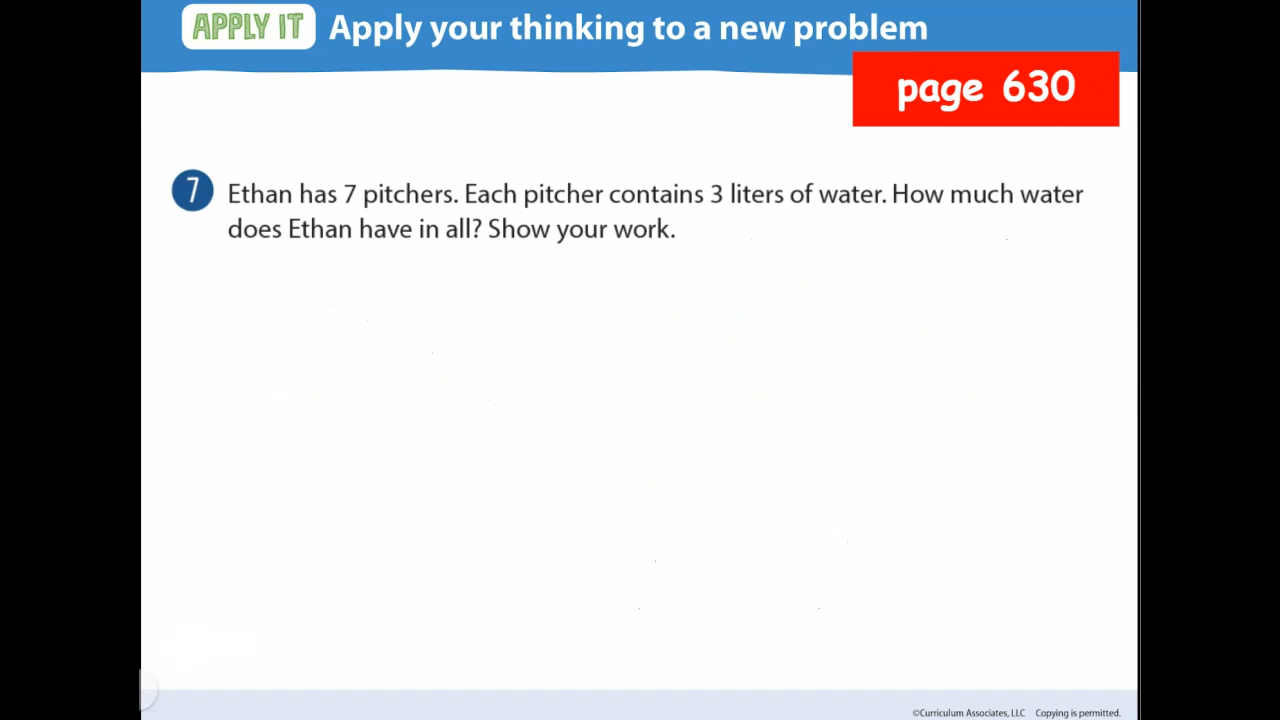 APPLY IT Apply your thinking to a new problem
page 630
7 Ethan has 7 pitchers. Each pitcher contains 3 liters of water. How much water
does Ethan have in all? Show your work.
©Curriculum Associates, LLC Copying is permitted.